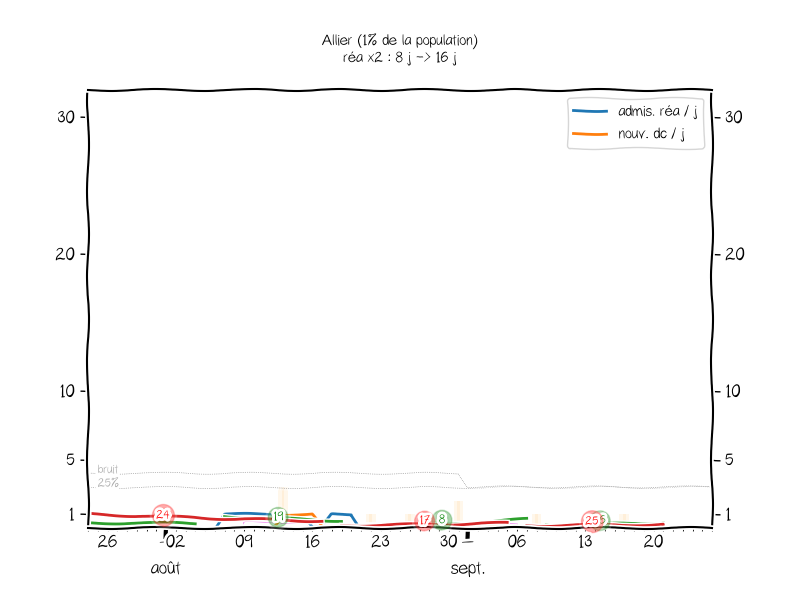 Allier (1% de la population)
réa x2 : 8 j -> 16 j
admis. réa / j
nouv. dc / j
30 30
20 20
10 10
5 5
1 1
bruit
25%
24 19 17 8 25
26 02 09 16 23 30 06 13 20
août sept.